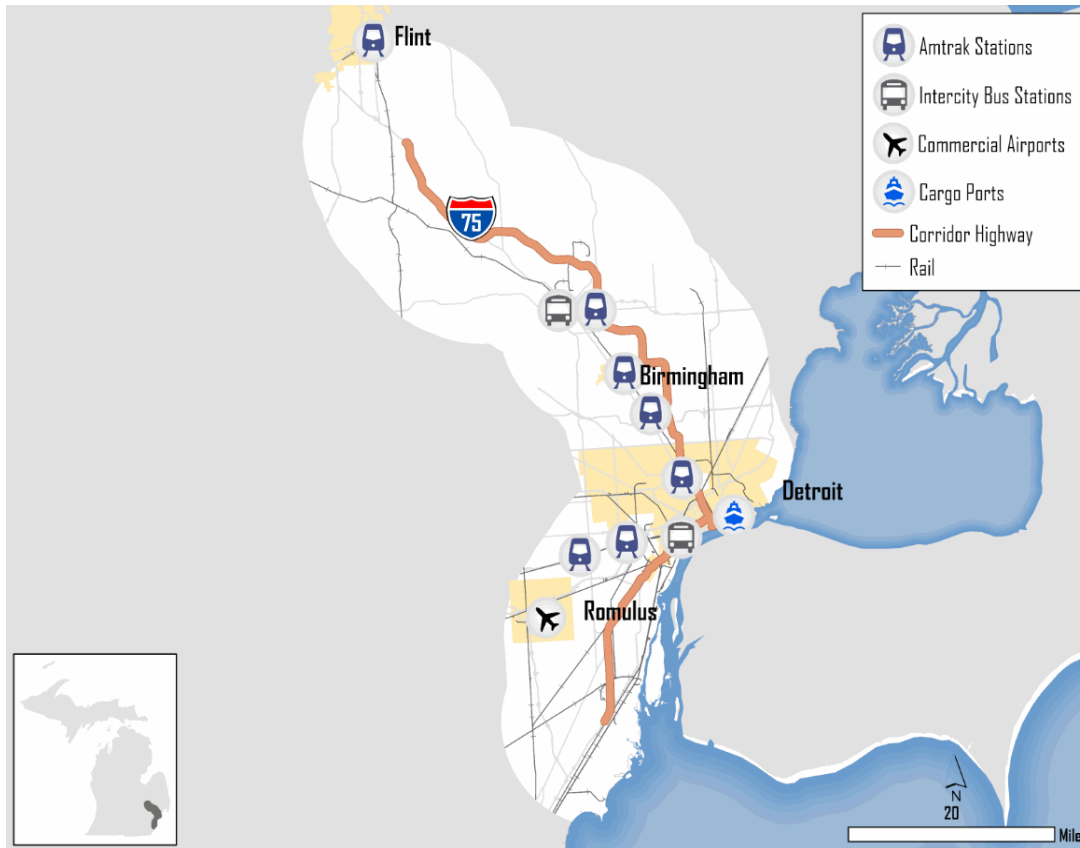 Flint
Amtrak Stations
Intercity Bus Stations
Commercial Airports
Cargo Ports
Corridor Highway
Rail
75
Birmingham
Detroit
Romulus
N
20
Mile